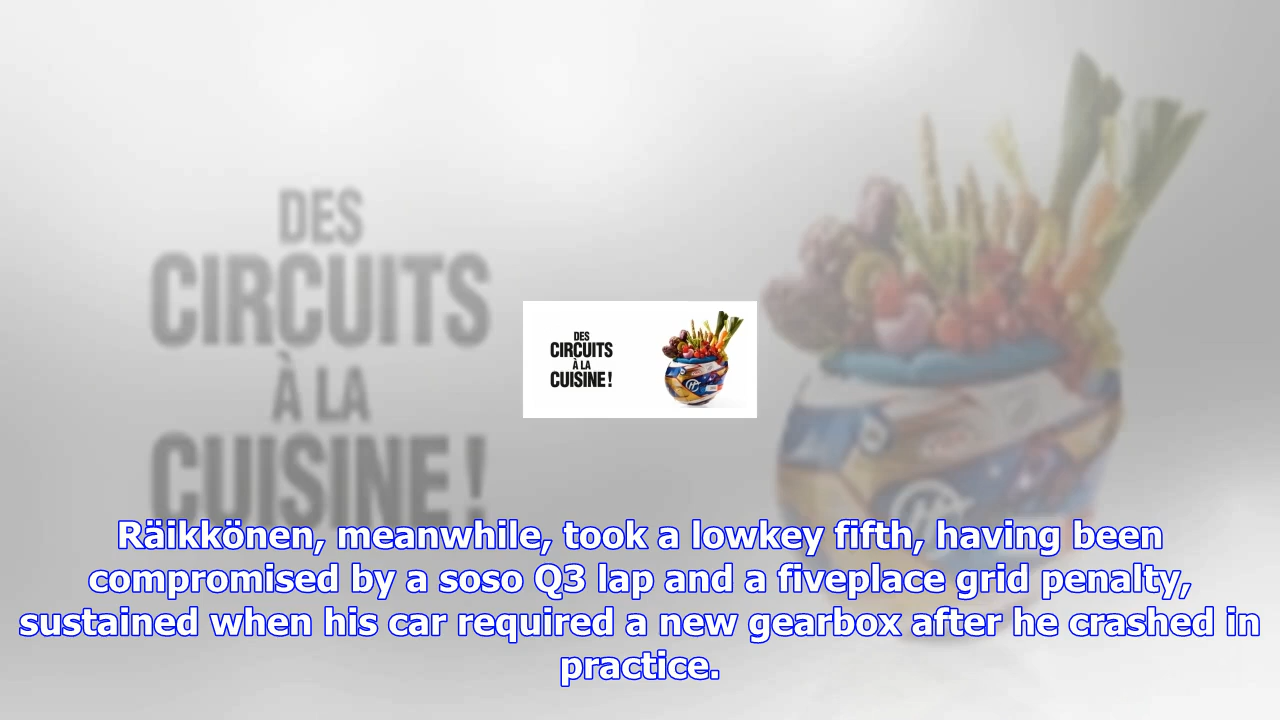 DES
CIRCUITS
À LA
CUISINE !
DES
CIRCUITS
À LA
CUISINE !
Räikkönen, meanwhile, took a lowkey fifth, having been
compromised by a soso Q3 lap and a fiveplace grid penalty,
sustained when his car required a new gearbox after he crashed in
practice.